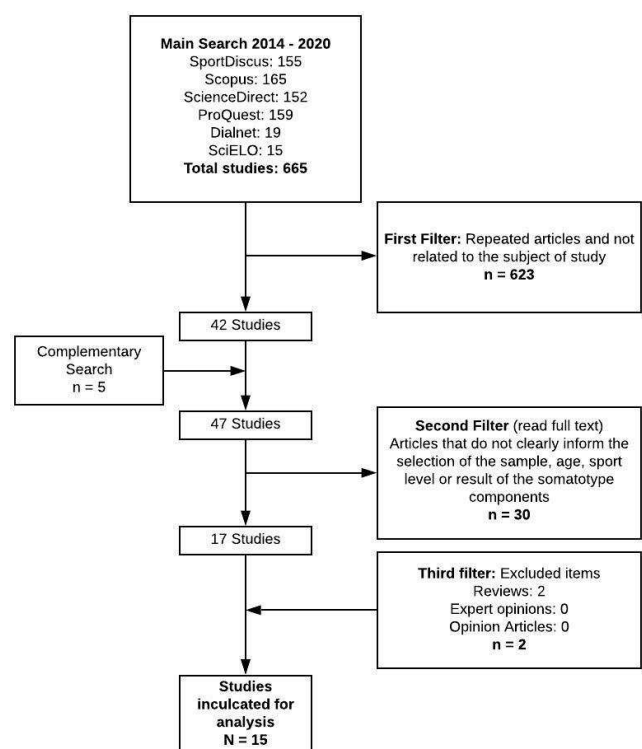 Main Search 2014 - 2020
SportDiscus: 155
Scopus: 165
ScienceDirect: 152
ProQuest: 159
Dialnet: 19
SciELO: 15
Total studies: 665
First Filter: Repeated articles and not
related to the subject of study
n = 623
42 Studies
Complementary
Search
n = 5
47 Studies
Second Filter (read full text)
Articles that do not clearly inform the
selection of the sample, age, sport
level or result of the somatotype
components
n = 30
17 Studies
Third filter: Excluded items
Reviews: 2
Expert opinions: 0
Opinion Articles: 0
n = 2
Studies
inculcated for
analysis
N = 15